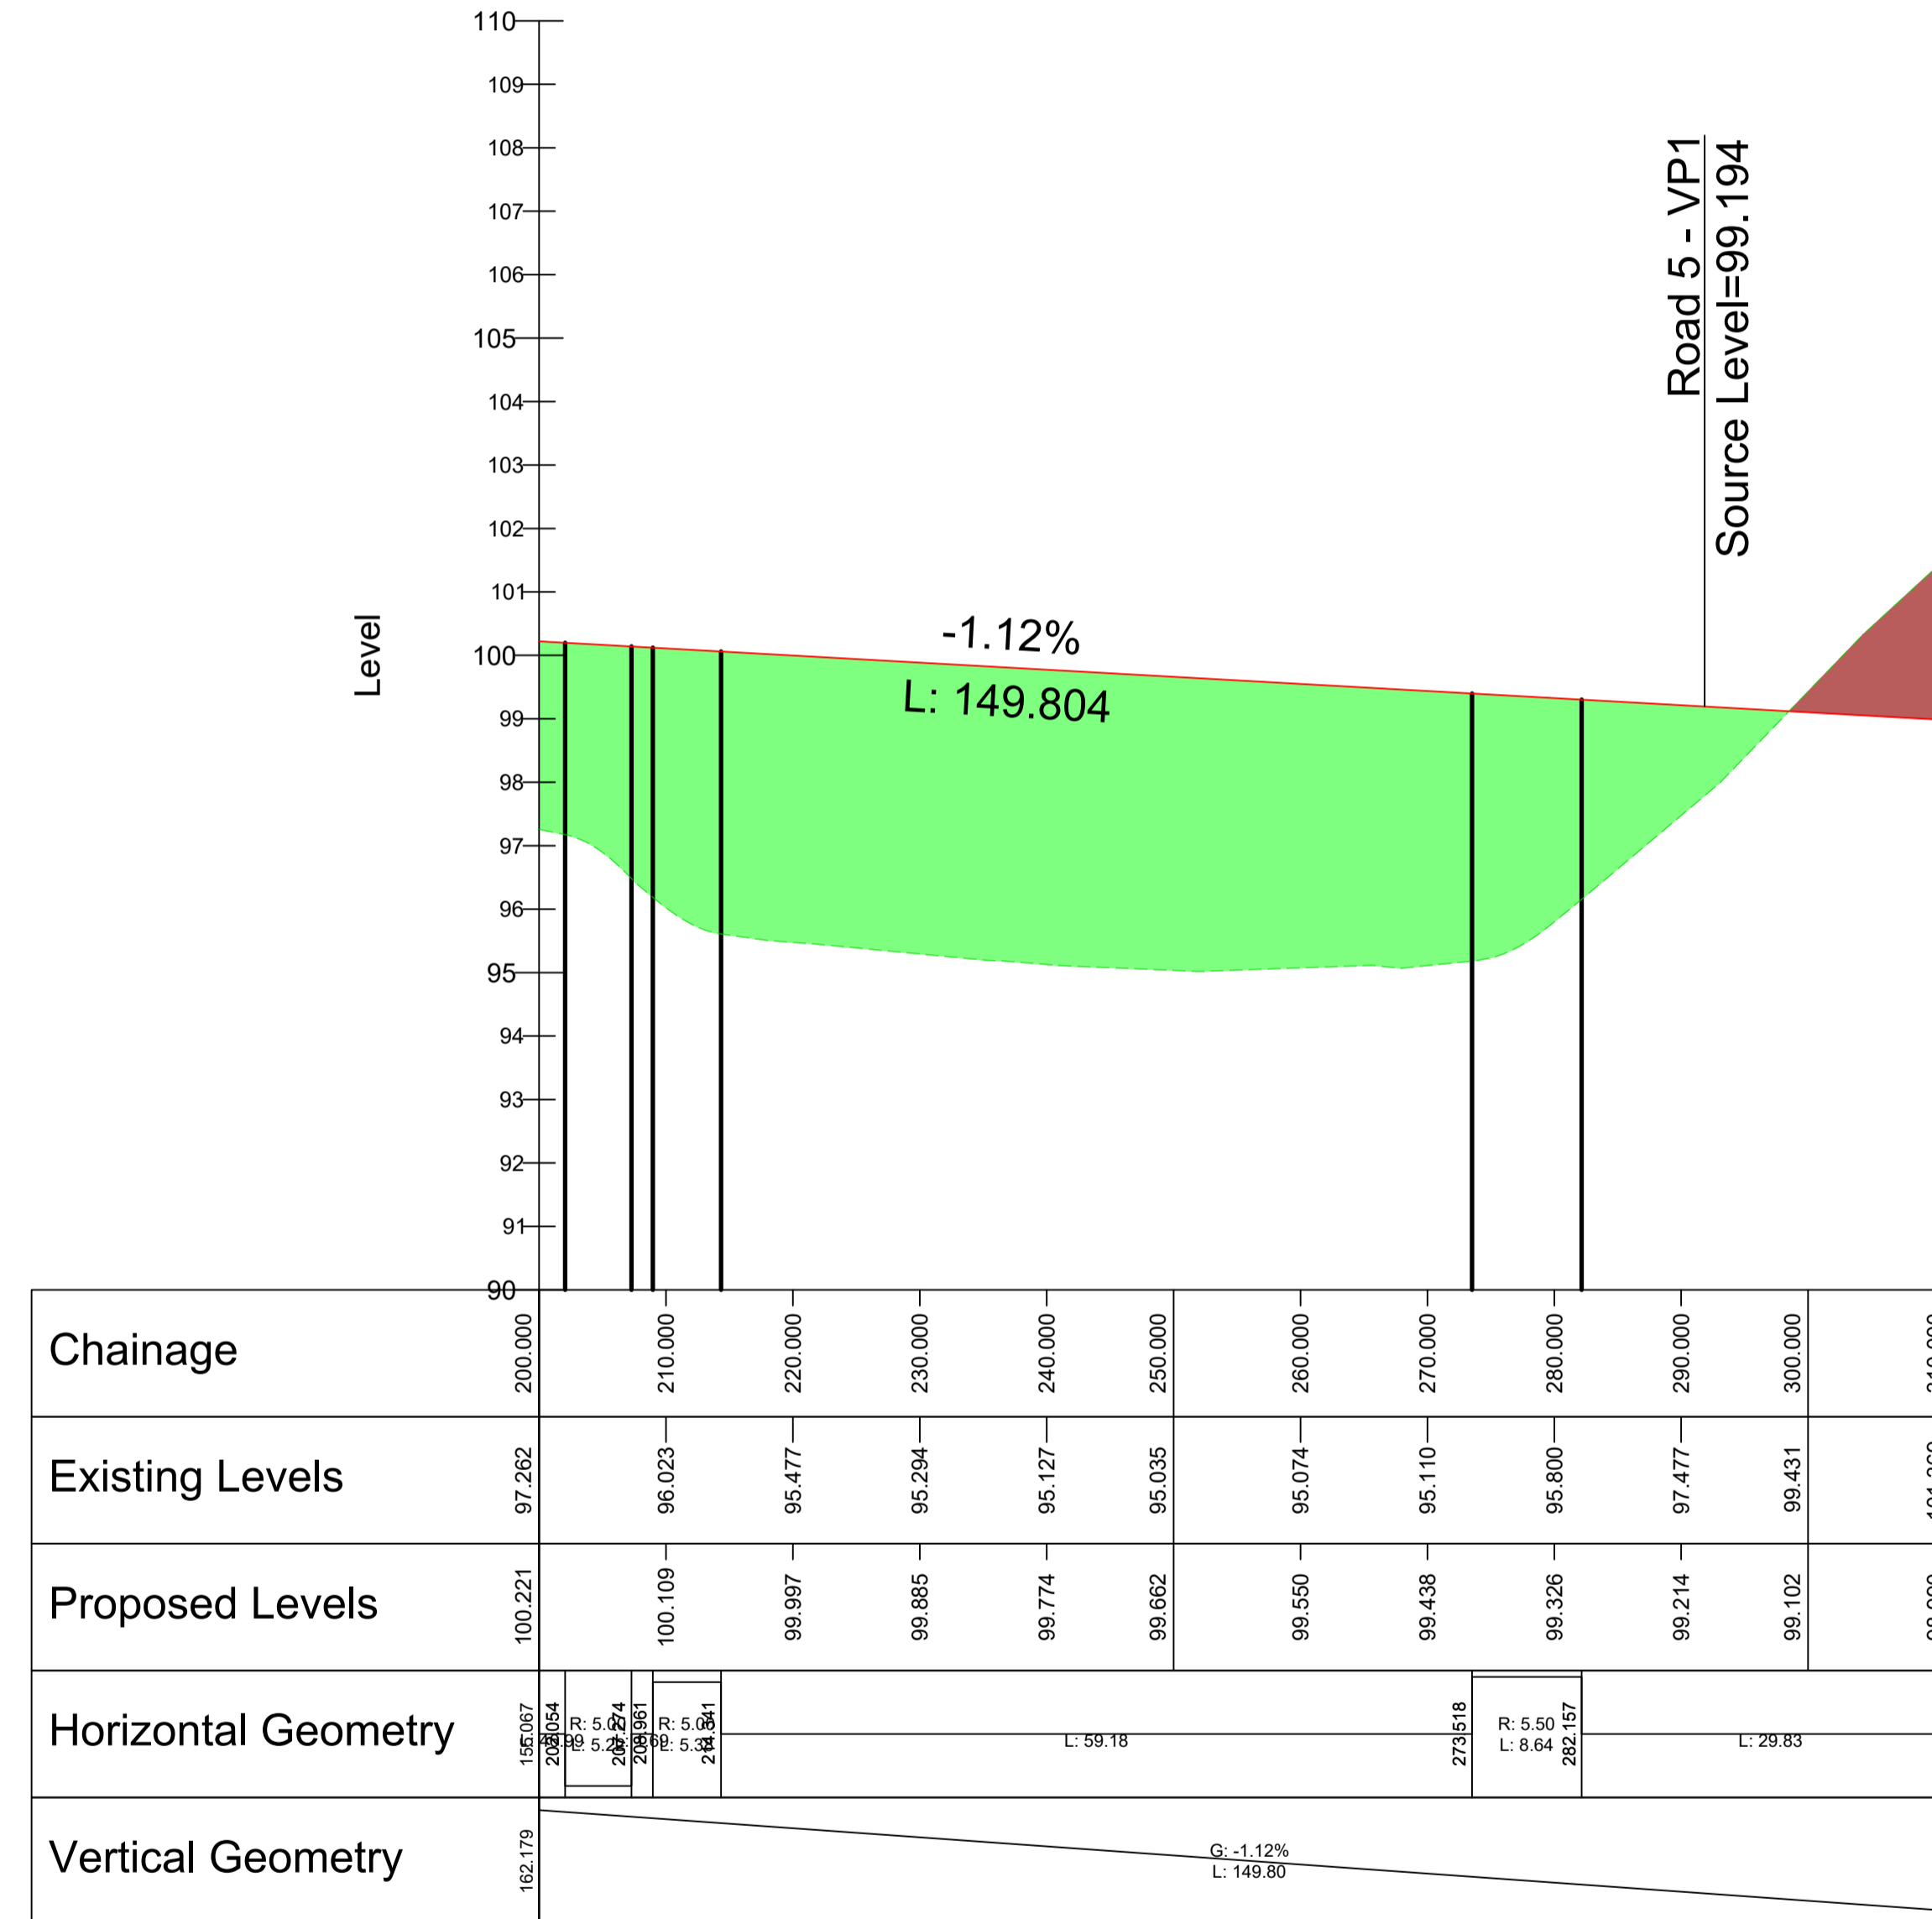 110
109
108
107
106
105
104
103
102
101
100
99
98
97
96
95
94
93
92
91
90
Level
-1.12%
L: 149.804
Road 5 - VP1
Source Level=99.194
Chainage
200.000 210.000 220.000 230.000 240.000 250.000 260.000 270.000 280.000 290.000 300.000
Existing Levels
97.262 96.023 95.477 95.294 95.127 95.035 95.074 95.110 95.800 97.477 99.431
Proposed Levels
100.221 100.109 99.997 99.885 99.774 99.662 99.550 99.438 99.326 99.214 99.102
Horizontal Geometry
155.067
R: 5.00
L: 59.18
273.518
R: 5.50
L: 8.64
282.157
L: 29.83
Vertical Geometry
162.179
G: -1.12%
L: 149.80